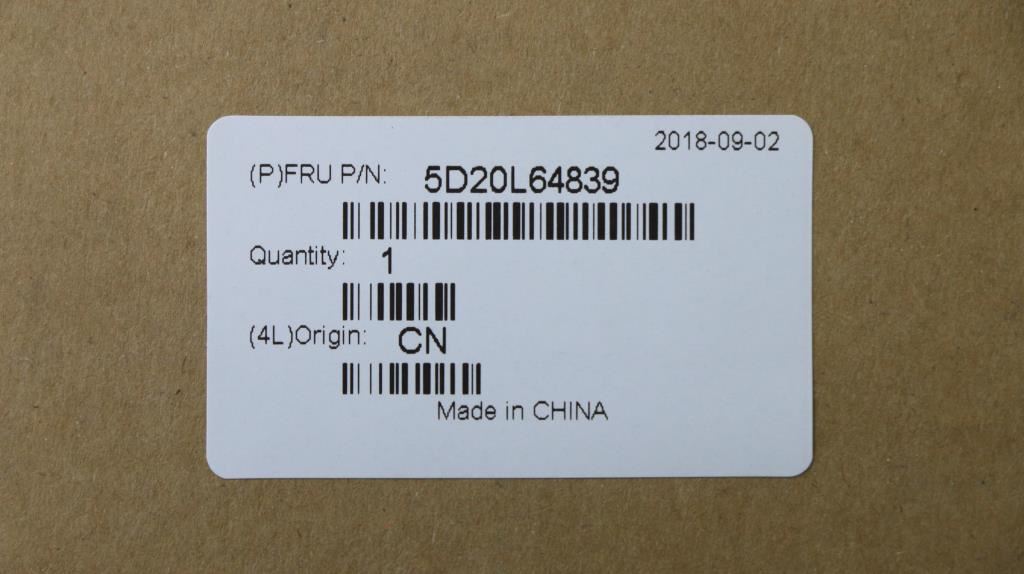 2018-09-02
(P)FRU P/N: 5D20L64839
Quantity: 1
(4L)Origin: CN
Made in CHINA